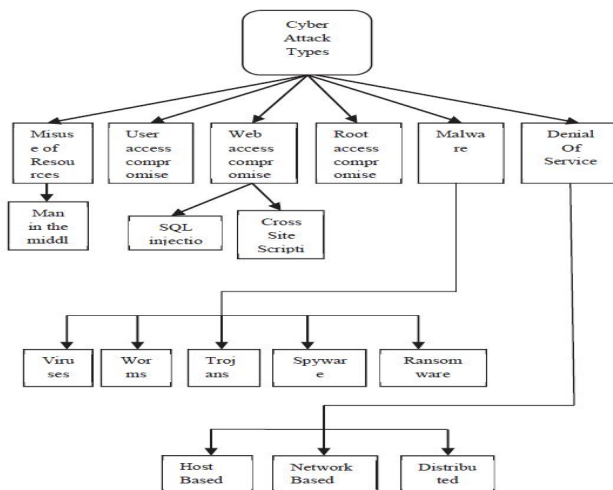 Cyber
Attack
Types
Misus
e of
Resou
rces
User
access
compr
omise
Web
access
compr
omise
Root
access
compr
omise
Malwa
re
Denial
Of
Service
Man
in the
middl
SQL
injectio
Cross
Site
Scripti
Viru
ses
Wor
ms
Troj
ans
Spywar
e
Ransom
ware
Host
Based
Network
Based
Distribu
ted